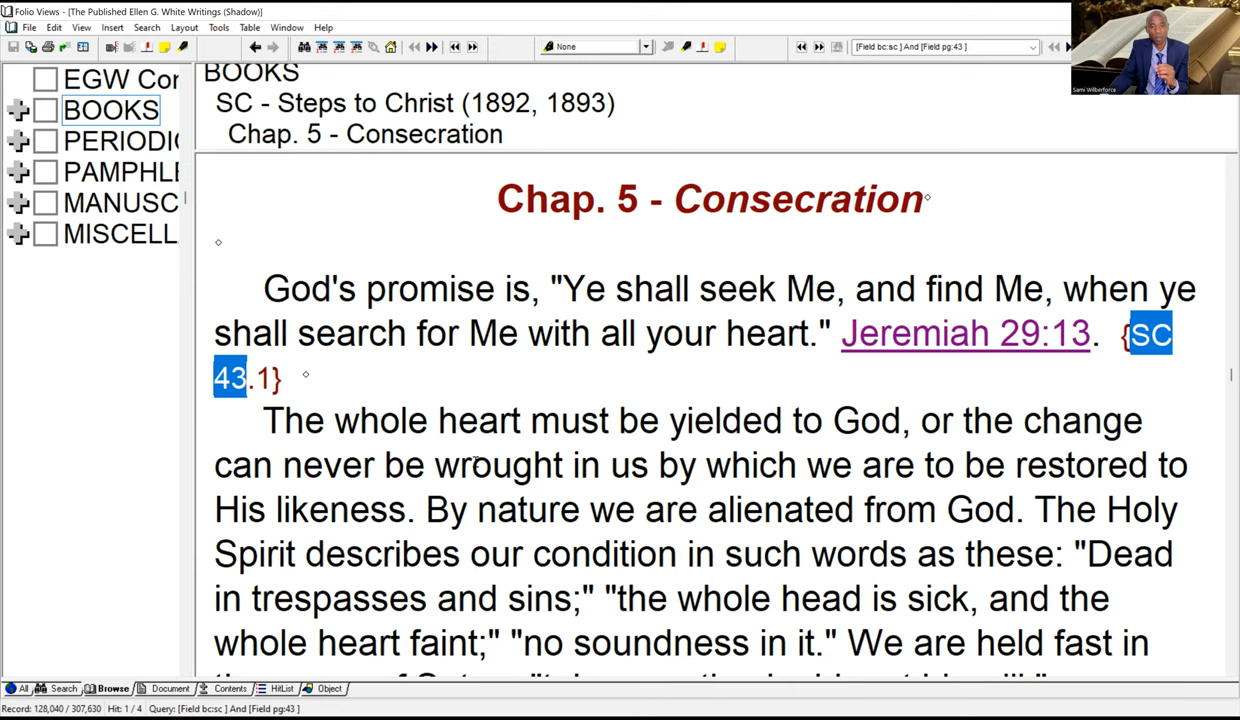 Folio Views - [The Published Ellen G. White Writings (Shadow)]
File Edit View Insert Search Layout Tools Table Window Help
None
[Field bc:sc ] And [Field pg:43 ]
Sami Wilberforce
EGW Con
BOOKS
PERIODIC
PAMPHLE
MANUSC
MISCELL
BOOKS
SC - Steps to Christ (1892, 1893)
Chap. 5 - Consecration
Chap. 5 - Consecration
God's promise is, "Ye shall seek Me, and find Me, when ye
shall search for Me with all your heart." Jeremiah 29:13. {SC
43.1}
The whole heart must be yielded to God, or the change
can never be wrought in us by which we are to be restored to
His likeness. By nature we are alienated from God. The Holy
Spirit describes our condition in such words as these: "Dead
in trespasses and sins;" "the whole head is sick, and the
whole heart faint;" "no soundness in it." We are held fast in
All Search Browse Document Contents HitList Object
Record: 128,040 / 307,630 Hit: 1 / 4 Query: [Field bc:sc ] And [Field pg:43 ]